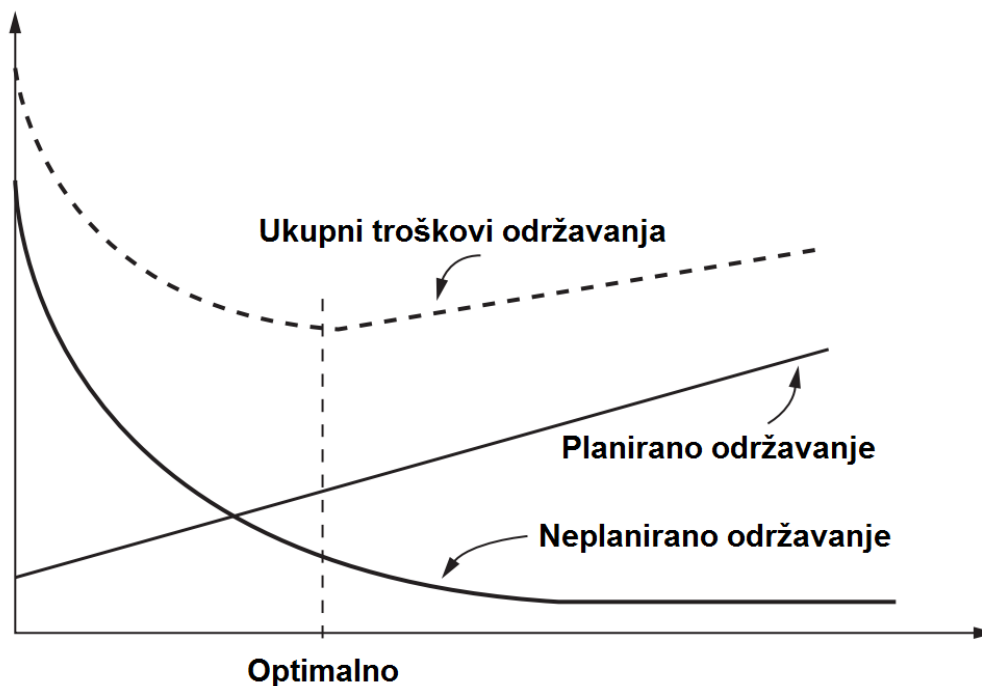 Ukupni troškovi održavanja
Planirano održavanje
Neplanirano održavanje
Optimalno